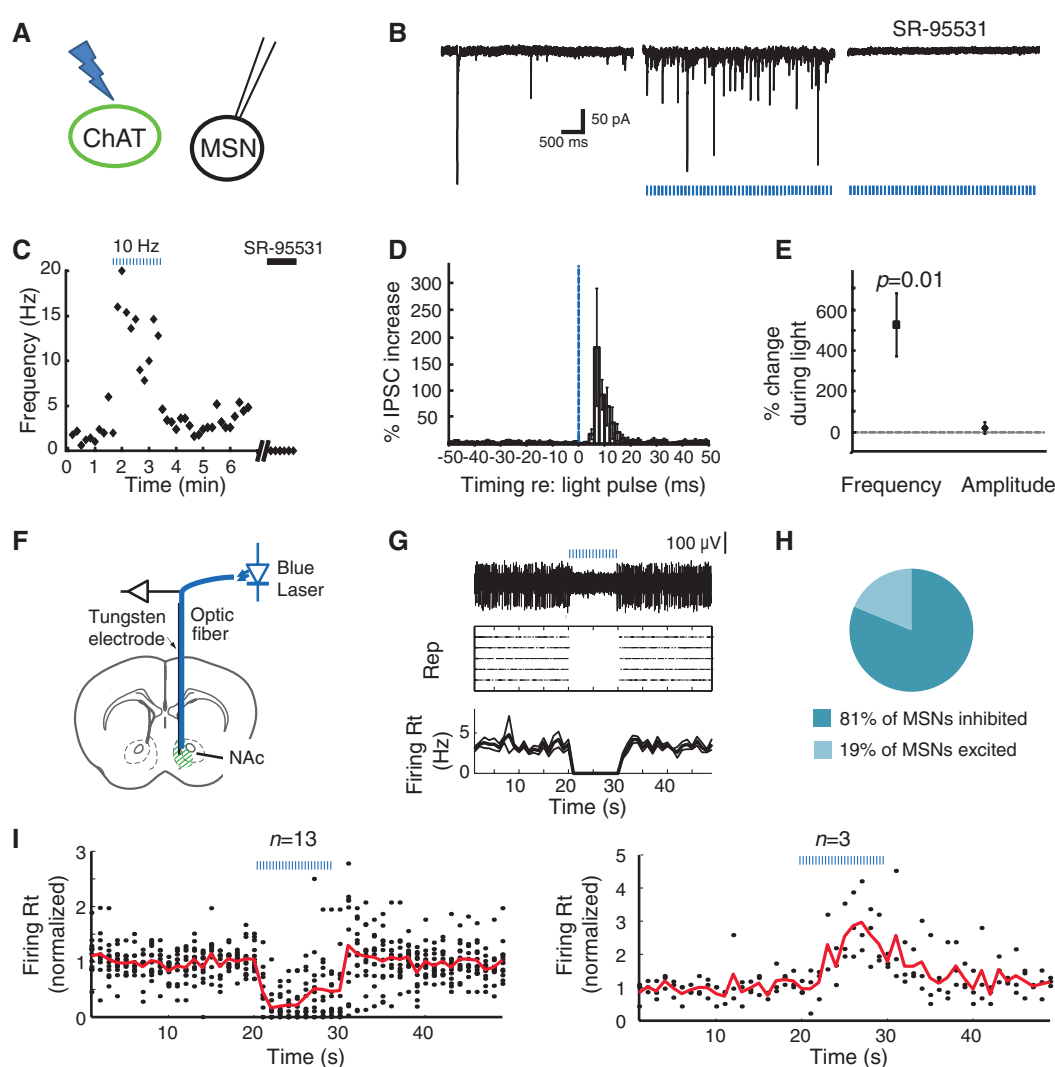 A
ChAT
MSN
B
SR-95531
50 pA
500 ms
C
10 Hz
SR-95531
Frequency (Hz)
20
15
10
5
0
0 1 2 3 4 5 6
Time (min)
D
% IPSC increase
300
250
200
150
100
50
-50 -40 -30 -20 -10 0 10 20 30 40 50
Timing re: light pulse (ms)
E
p=0.01
% change
during light
600
400
200
0
Frequency Amplitude
F
Blue
Laser
Tungsten
electrode
Optic
fiber
NAc
G
100 µV
Rep
Firing Rt
(Hz)
5
0
10 20 30 40
Time (s)
H
81% of MSNs inhibited
19% of MSNs excited
I
n=13
Firing Rt
(normalized)
3
2
1
0
10 20 30 40
Time (s)
n=3
Firing Rt
(normalized)
5
4
3
2
1
0
10 20 30 40
Time (s)